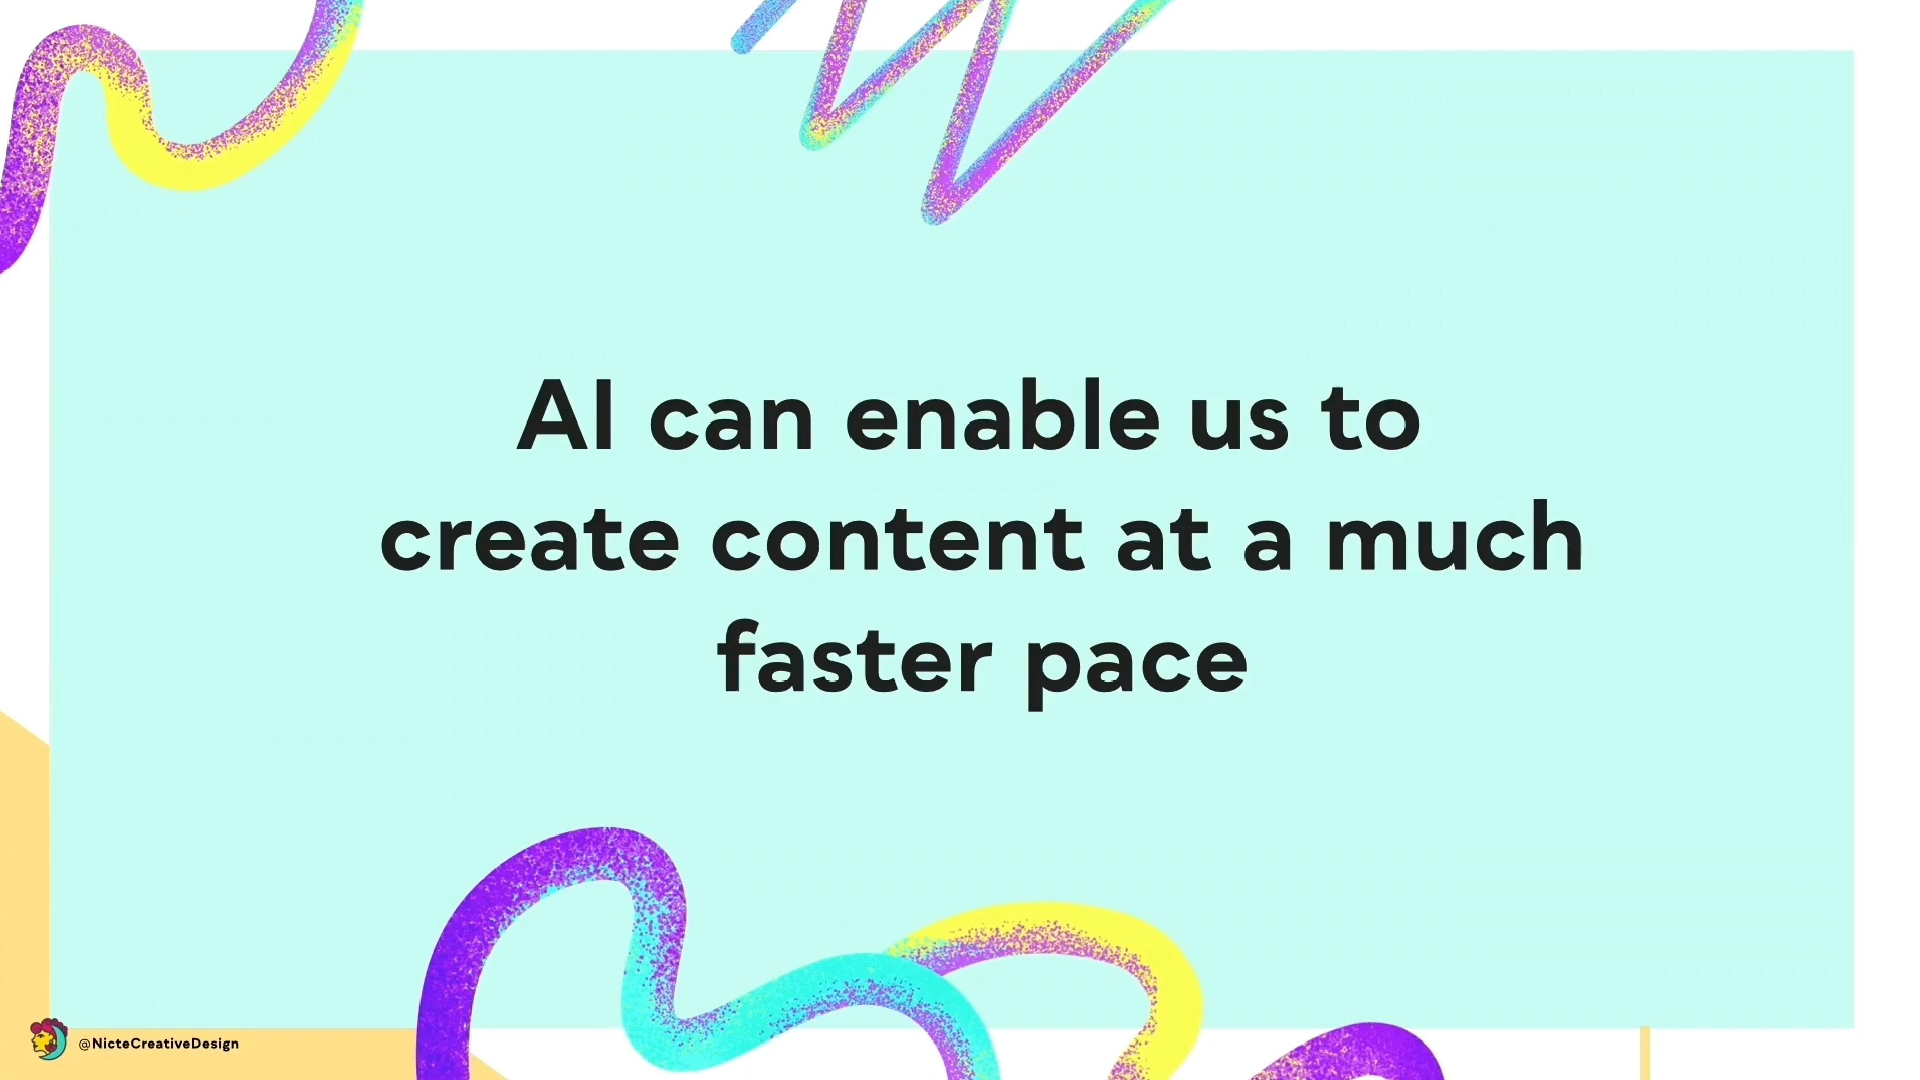 AI can enable us to
create content at a much
faster pace
@NicteCreativeDesign